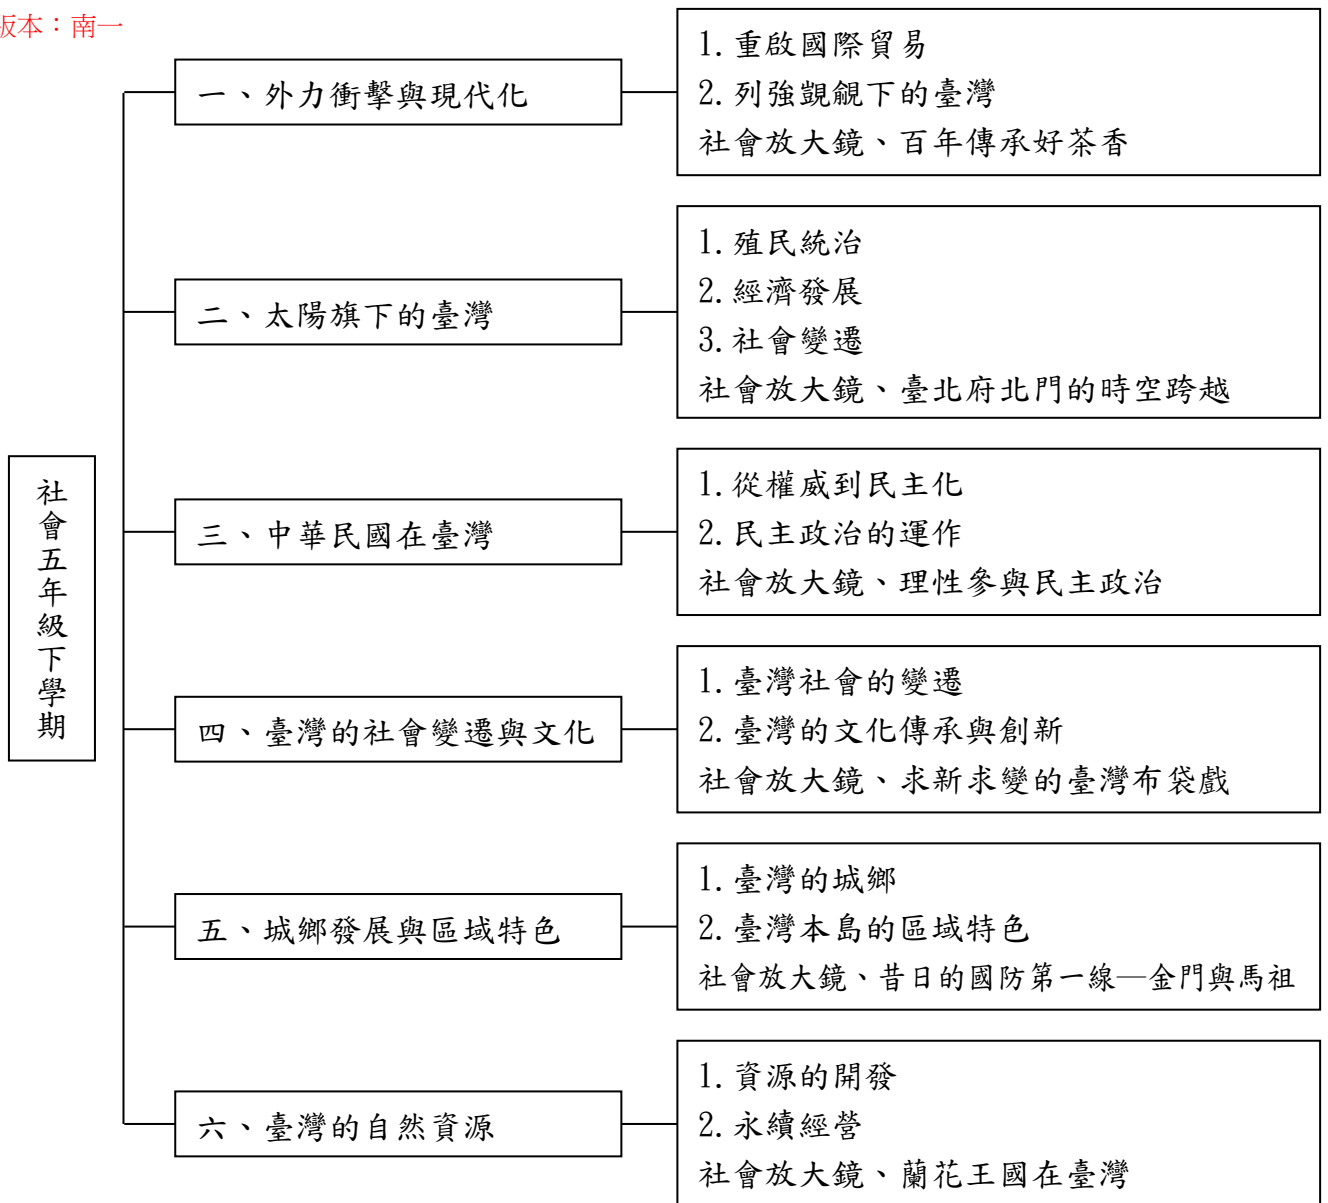 版本：南一
社會五年級下學期
一、外力衝擊與現代化
1.重啟國際貿易
2.列強覬覦下的臺灣
社會放大鏡、百年傳承好茶香
二、太陽旗下的臺灣
1.殖民統治
2.經濟發展
3.社會變遷
社會放大鏡、臺北府北門的時空跨越
三、中華民國在臺灣
1.從權威到民主化
2.民主政治的運作
社會放大鏡、理性參與民主政治
四、臺灣的社會變遷與文化
1.臺灣社會的變遷
2.臺灣的文化傳承與創新
社會放大鏡、求新求變的臺灣布袋戲
五、城鄉發展與區域特色
1.臺灣的城鄉
2.臺灣本島的區域特色
社會放大鏡、昔日的國防第一線─金門與馬祖
六、臺灣的自然資源
1.資源的開發
2.永續經營
社會放大鏡、蘭花王國在臺灣